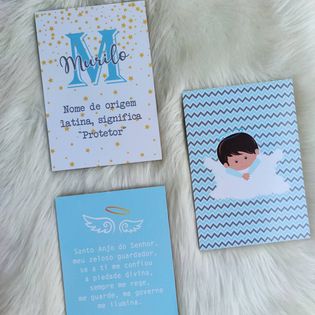 M
Murilo
Nome de origem
latina, significa
"Protetor"
Santo Anjo do Senhor,
meu zeloso guardador,
se a ti me confiou
a piedade divina,
sempre me rege,
me guarde, me governe
me ilumina.